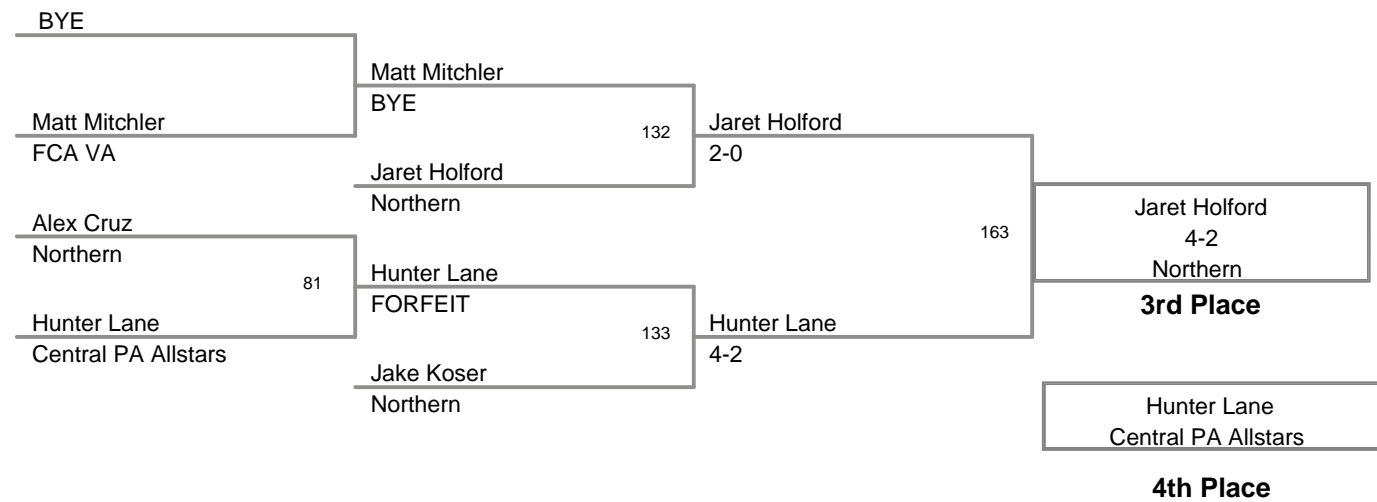 BYE
Matt Mitchler
BYE
Matt Mitchler
FCA VA
132
Jaret Holford
2-0
Jaret Holford
Northern
Alex Cruz
Northern
163
Jaret Holford
4-2
Northern
3rd Place
81
Hunter Lane
FORFEIT
Hunter Lane
Central PA Allstars
133
Hunter Lane
4-2
Jake Koser
Northern
Hunter Lane
Central PA Allstars
4th Place